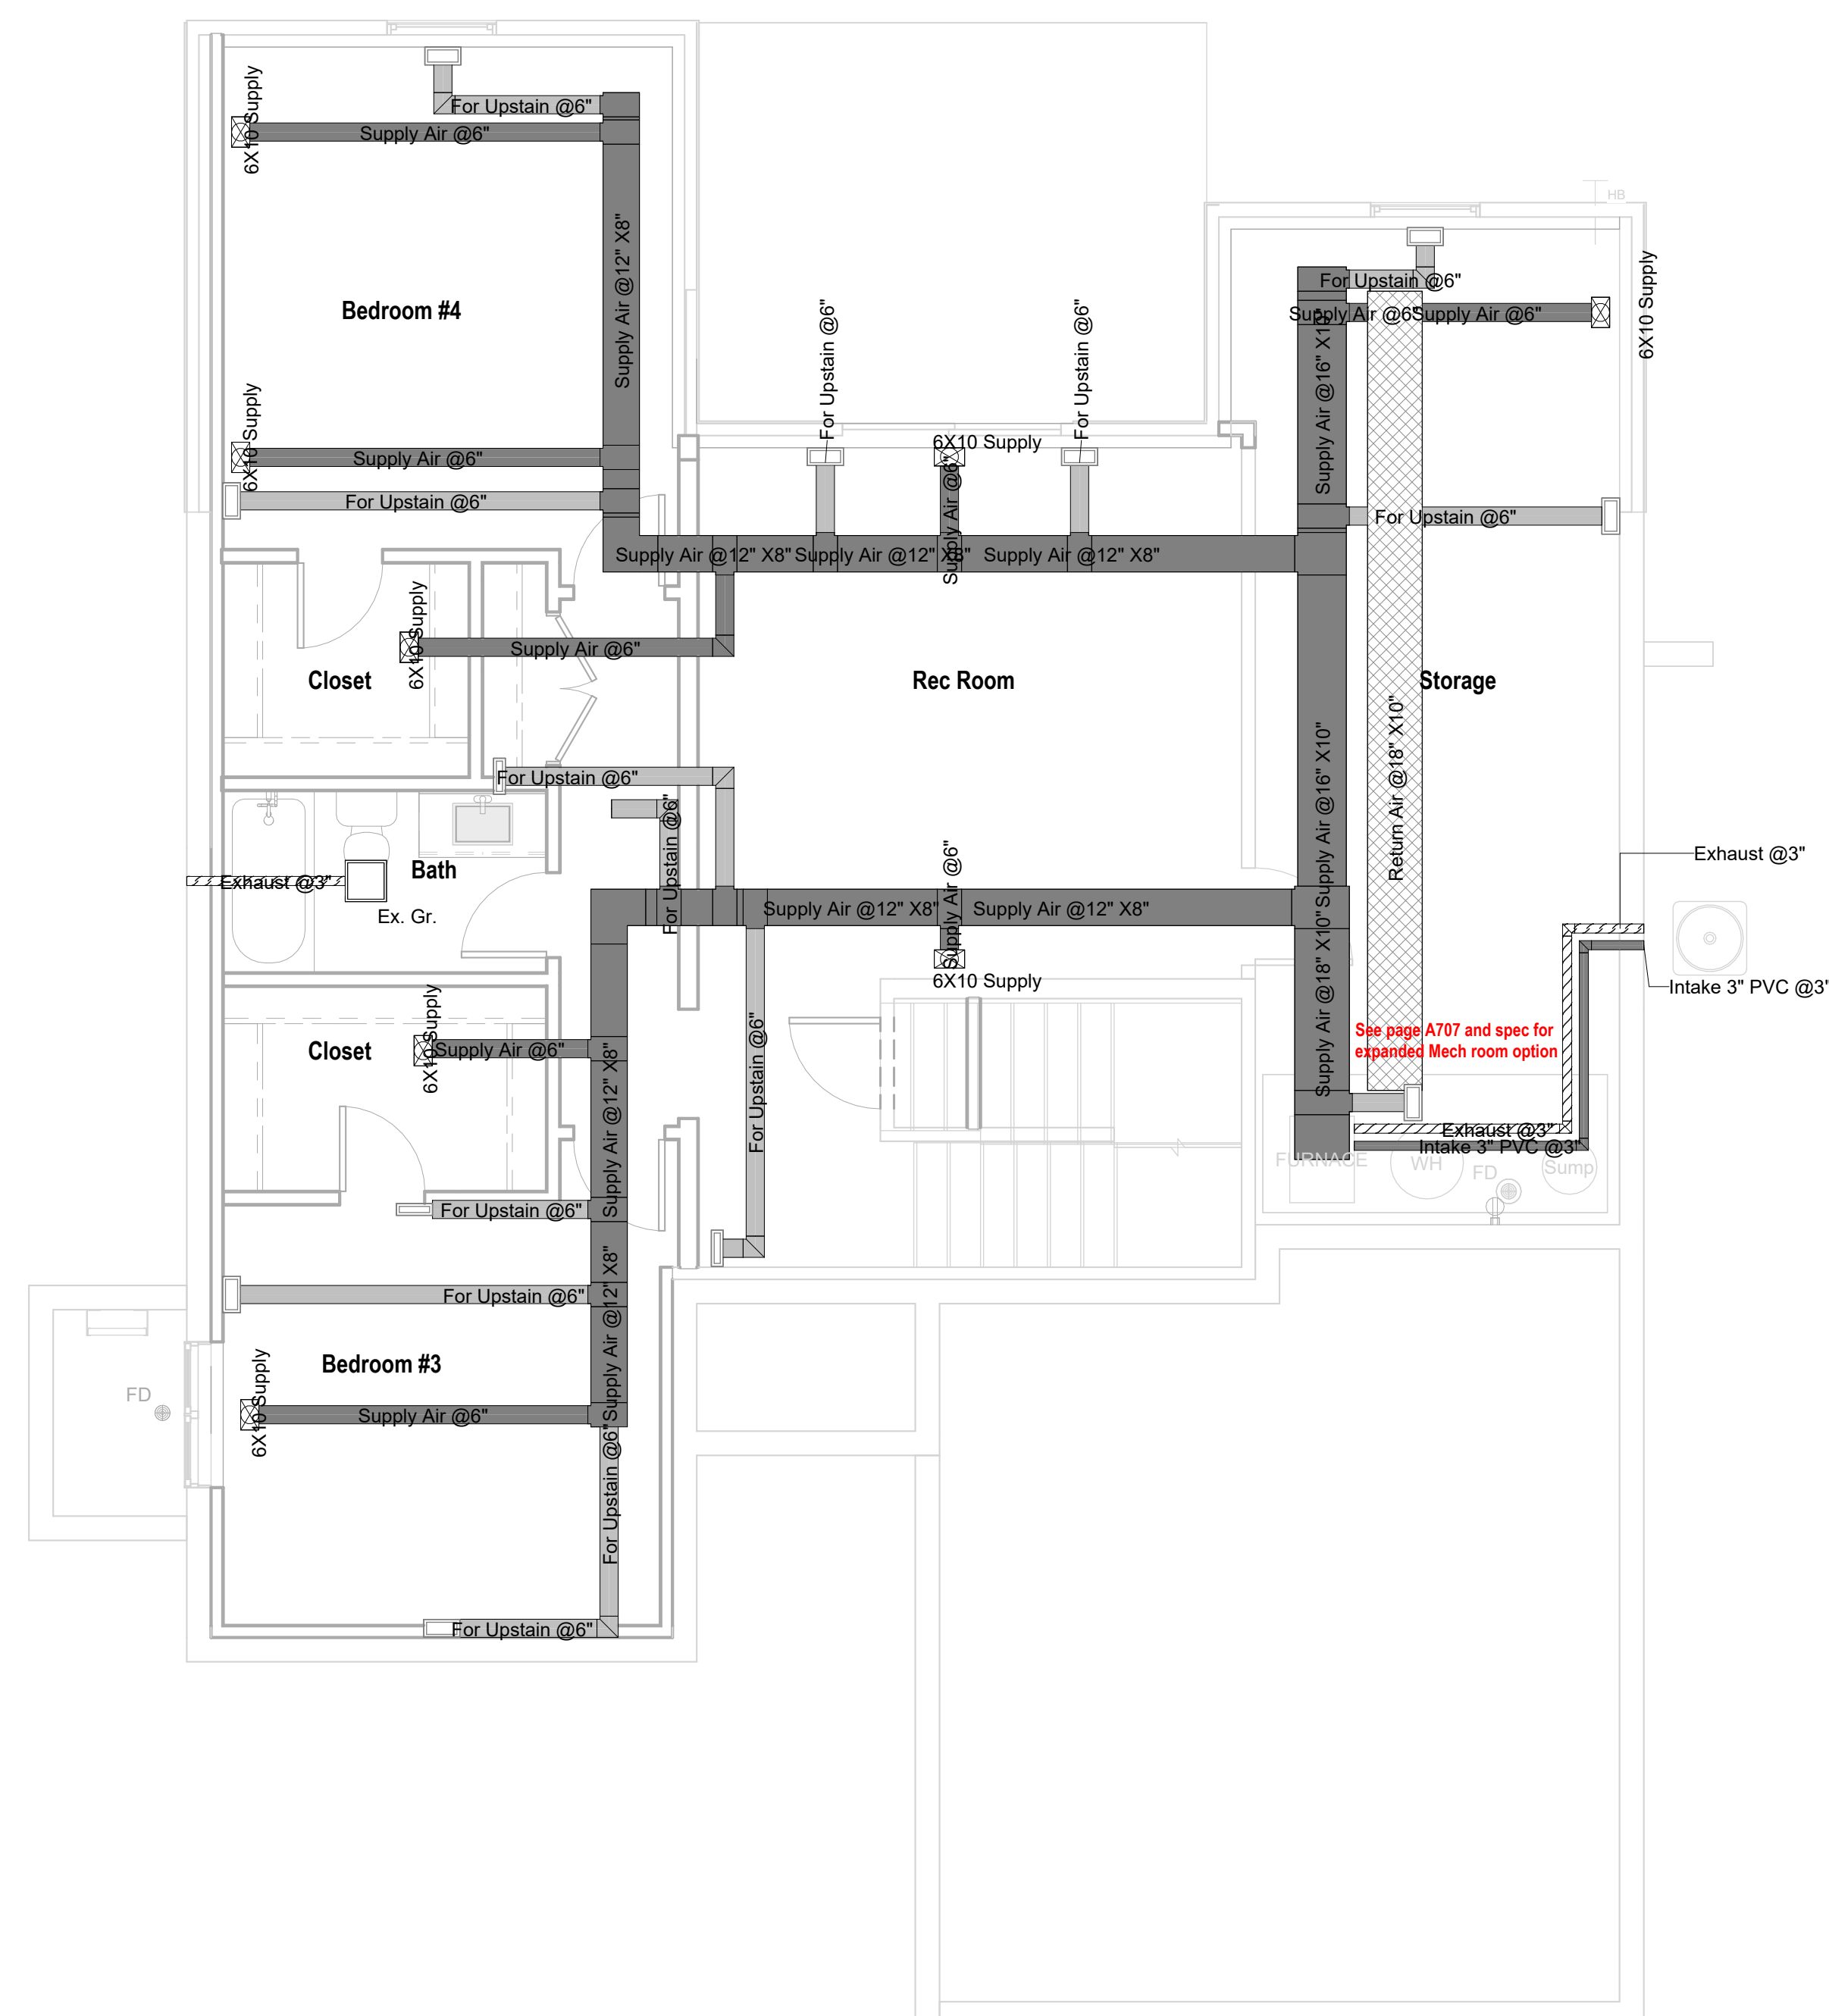 For Upstain @6"
6X10 Supply
Supply Air @6"
HB
Supply Air @12" X8"
Bedroom #4
For Upstain @6"
Supply Air @6"
Supply Air @6"
6X10 Supply
Supply Air @16" X10"
For Upstain @6"
For Upstain @6"
6X10 Supply
6X10 Supply
Supply Air @6"
For Upstain @6"
For Upstain @6"
Supply Air @6"
Supply Air @12" X8"
Supply Air @12" X8"
Supply Air @12" X8"
6X10 Supply
Supply Air @6"
Closet
Rec Room
Storage
Return Air @18" X10"
Supply Air @16" X10"
For Upstain @6"
For Upstain @6"
Exhaust @3"
Bath
Ex. Gr.
Exhaust @3"
Supply Air @12" X8"
Supply Air @12" X8"
Supply Air @6"
6X10 Supply
Supply Air @18" X10"
Intake 3" PVC @3'
See page A707 and spec for
expanded Mech room option
Closet
6X10 Supply
Supply Air @6"
Supply Air @12" X8"
For Upstain @6"
Exhaust @3"
Intake 3" PVC @3"
FURNACE
WH
FD
Sump
For Upstain @6"
For Upstain @6"
Supply Air @12" X8"
Bedroom #3
FD
6X10 Supply
Supply Air @6"
For Upstain @6"
For Upstain @6"